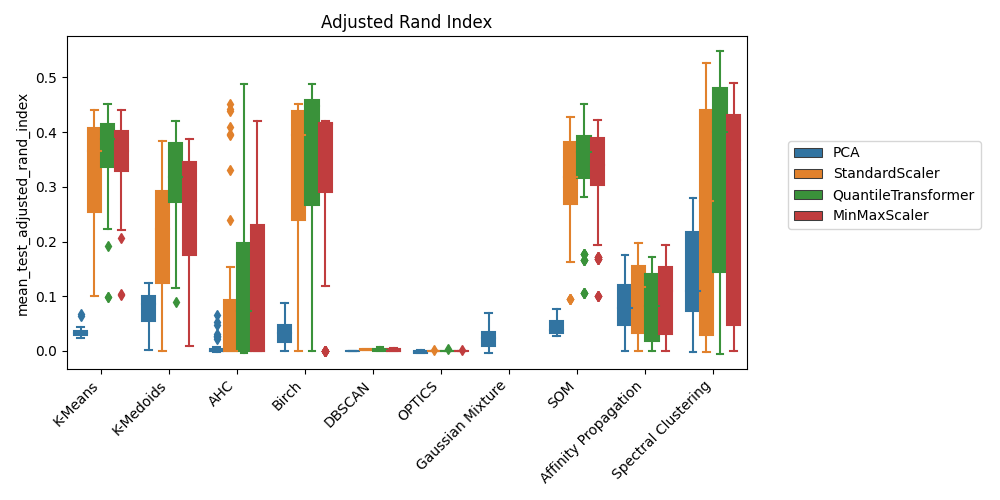 Adjusted Rand Index
mean_test_adjusted_rand_index
0.5
0.4
0.3
0.2
0.1
0.0
K-Means
K-Medoids
AHC
Birch
DBSCAN
OPTICS
Gaussian Mixture
SOM
Affinity Propagation
Spectral Clustering
PCA
StandardScaler
QuantileTransformer
MinMaxScaler